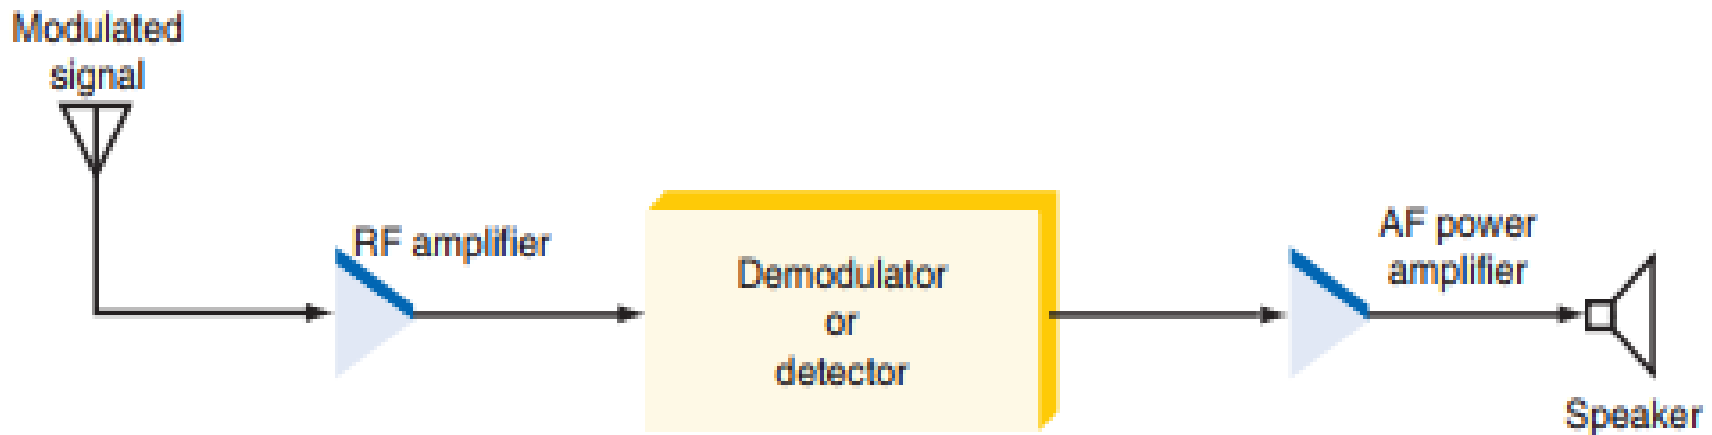 Modulated
signal
RF amplifier
Demodulator
or
detector
AF power
amplifier
Speaker